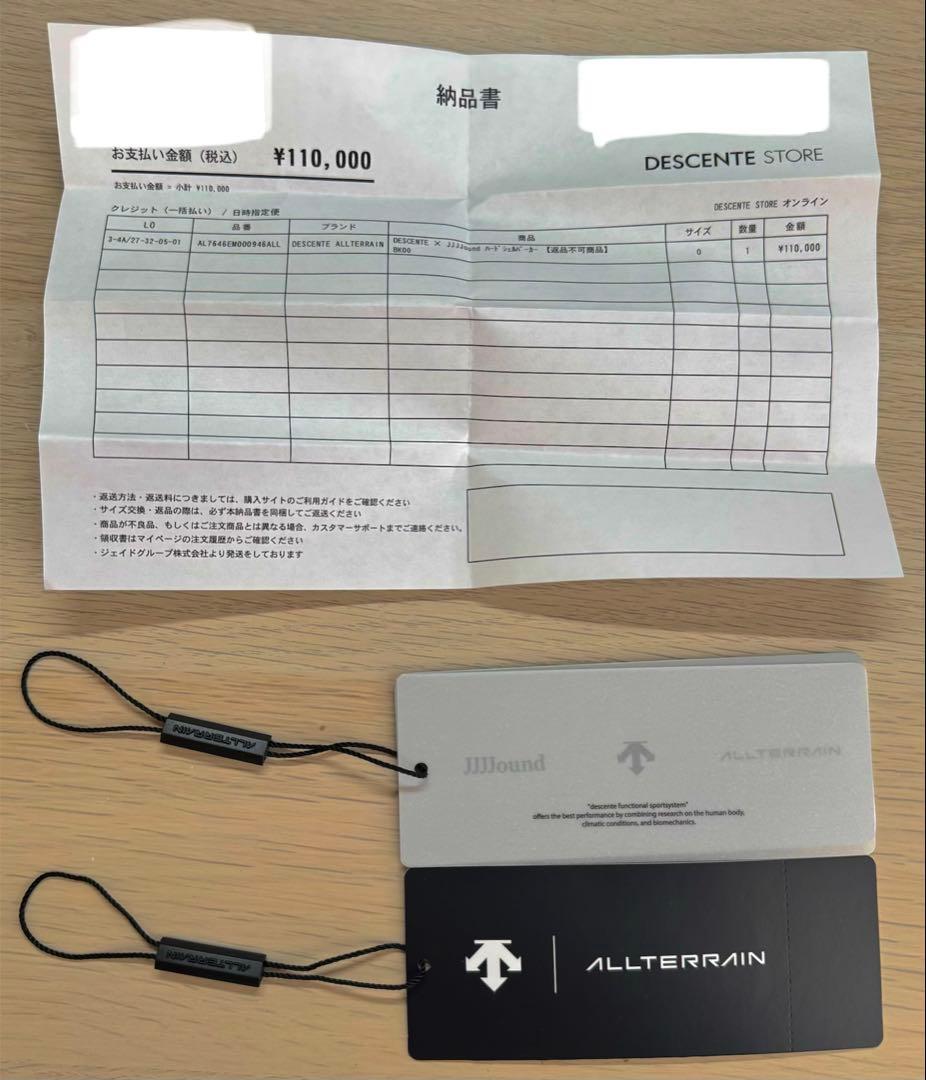 納品書
お支払い金額（税込） ¥110,000
DESCENTE STORE
お支払い金額 = 小計 ¥110,000
DESCENTE STORE オンライン
クレジット（一括払い） / 日時指定便
LO 品番 ブランド 商品 サイズ 数量 金額
3-4A/27-32-05-01 AL7646EM000946ALL DESCENTE ALLTERRAIN DESCENTE × JJJJound ﾊｰﾄﾞｼｪﾙﾊﾟｰｶｰ 【返品不可商品】 0 1 ¥110,000
BK00
・返送方法・返送料につきましては、購入サイトのご利用ガイドをご確認ください
・サイズ交換・返品の際は、必ず本納品書を同梱してご返送ください
・商品が不良品、もしくはご注文商品とは異なる場合、カスタマーサポートまでご連絡ください。
・領収書はマイページの注文履歴からご確認ください
・ジェイドグループ株式会社より発送をしております
ALLTERRAIN
JJJJound ALLTERRAIN
"descente functional sportsystem"
offers the best performance by combining research on the human body,
climatic conditions, and biomechanics.
ALLTERRAIN
ALLTERRAIN